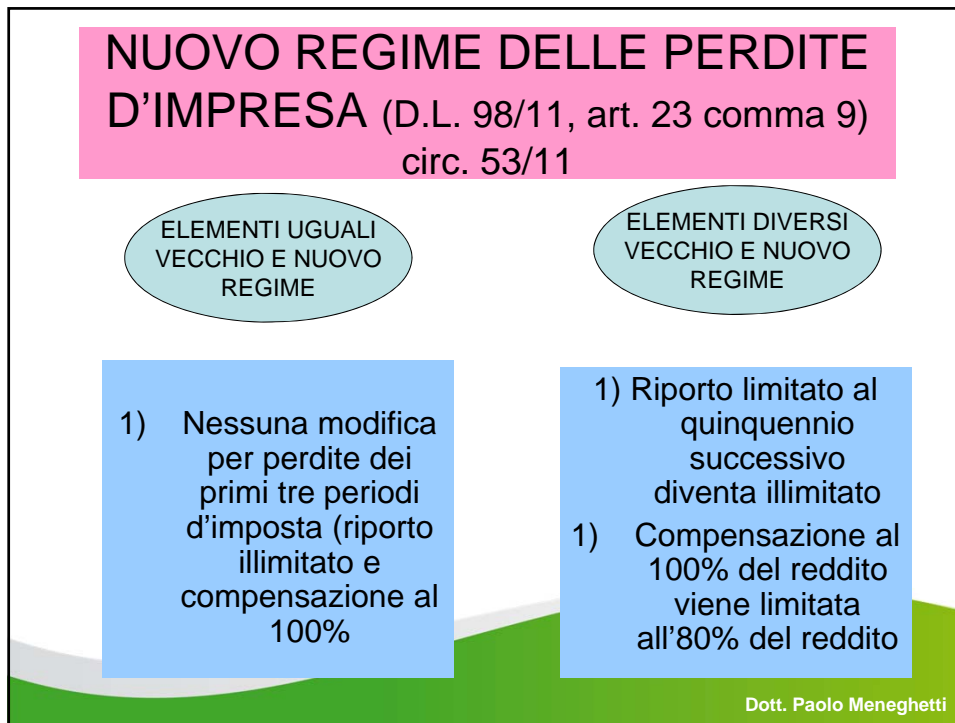 NUOVO REGIME DELLE PERDITE
D’IMPRESA (D.L. 98/11, art. 23 comma 9)
circ. 53/11
ELEMENTI UGUALI
VECCHIO E NUOVO
REGIME
ELEMENTI DIVERSI
VECCHIO E NUOVO
REGIME
1) Nessuna modifica
per perdite dei
primi tre periodi
d’imposta (riporto
illimitato e
compensazione al
100%
1) Riporto limitato al
quinquennio
successivo
diventa illimitato
1) Compensazione al
100% del reddito
viene limitata
all’80% del reddito
Dott. Paolo Meneghetti